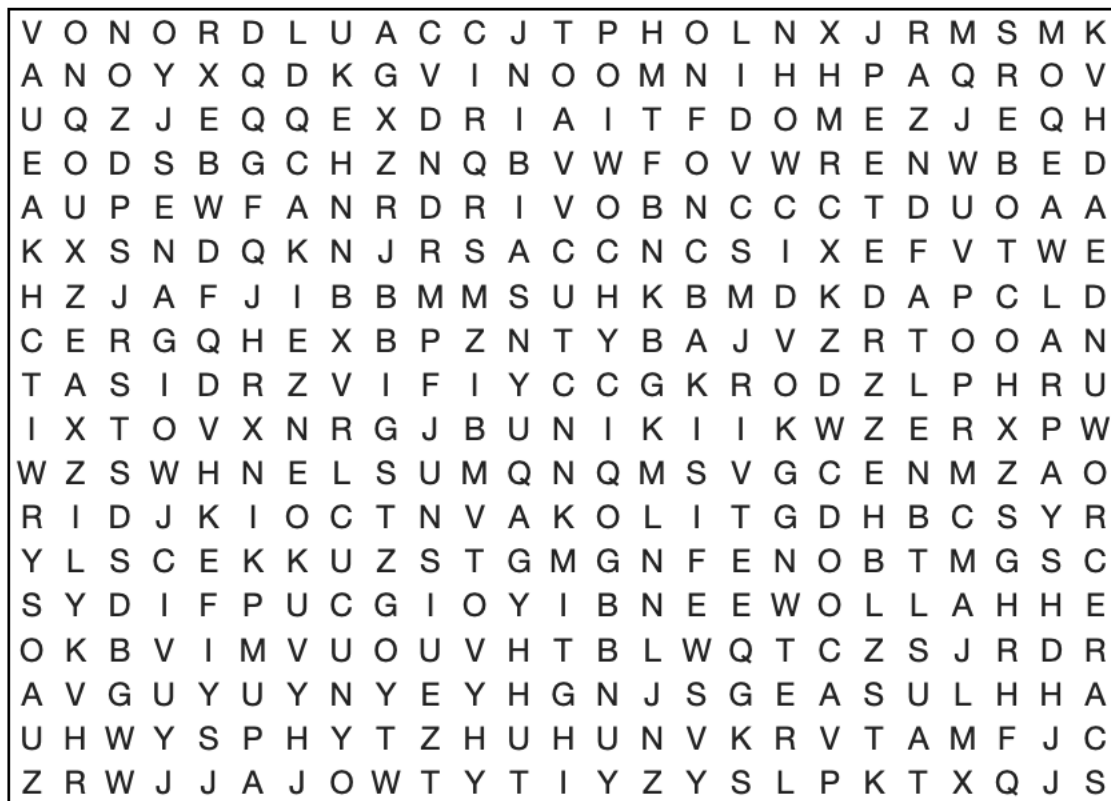 V O N O R D L U A C C J T P H O L N X J R M S M K
A N O Y X Q D K G V I N O O M N I H H P A Q R O V
U Q Z J E Q Q E X D R I A I T F D O M E Z J E Q H
E O D S B G C H Z N Q B V W F O V W R E N W B E D
A U P E W F A N R D R I V O B N C C C T D U O A A
K X S N D Q K N J R S A C C N C S I X E F V T W E
H Z J A F J I B B M M S U H K B M D K D A P C L D
C E R G Q H E X B P Z N T Y B A J V Z R T O O A N
T A S I D R Z V I F I Y C C G K R O D Z L P H R U
I X T O V X N R G J B U N I K I I K W Z E R X P W
W Z S W H N E L S U M Q N Q M S V G C E N M Z A O
R I D J K I O C T N V A K O L I T G D H B C S Y R
Y L S C E K K U Z S T G M G N F E N O B T M G S C
S Y D I F P U C G I O Y I B N E E W O L L A H H E
O K B V I M V U O U V H T B L W Q T C Z S J R D R
A V G U Y U Y N Y E Y H G N J S G E A S U L H H A
U H W Y S P H Y T Z H U H U N V K R V T A M F J C
Z R W J J A J O W T Y T I Y Z Y S L P K T X Q J S